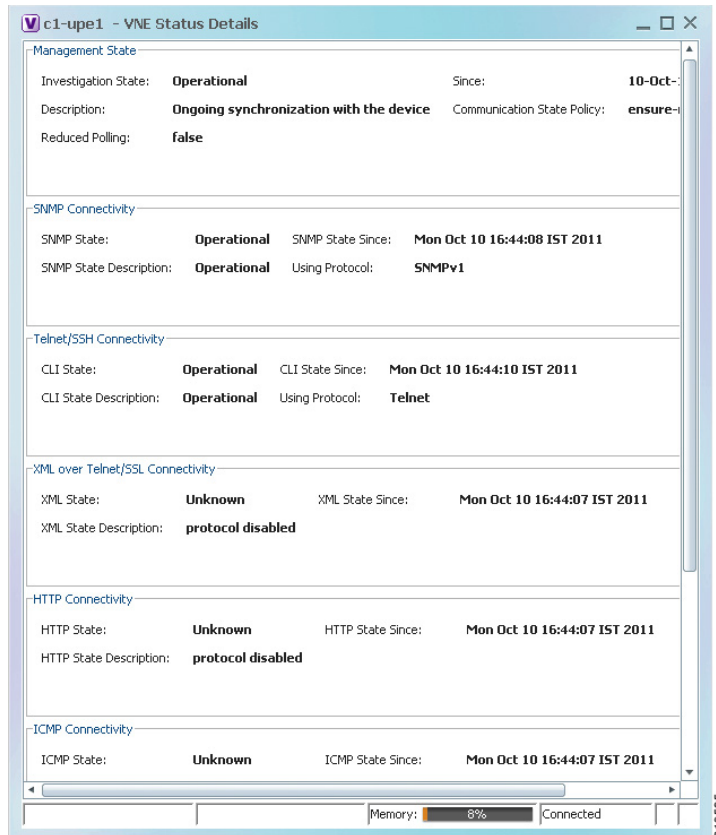 c1-upe1 - VNE Status Details
Management State
Investigation State: Operational Since:
Description: Ongoing synchronization with the device Communication State Policy:
Reduced Polling: false
SNMP Connectivity
SNMP State: Operational SNMP State Since: Mon Oct 10 16:44:08 IST 2011
SNMP State Description: Operational Using Protocol: SNMPv1
Telnet/SSH Connectivity
CLI State: Operational CLI State Since: Mon Oct 10 16:44:10 IST 2011
CLI State Description: Operational Using Protocol: Telnet
XML over Telnet/SSL Connectivity
XML State: Unknown XML State Since: Mon Oct 10 16:44:07 IST 2011
XML State Description: protocol disabled
HTTP Connectivity
HTTP State: Unknown HTTP State Since: Mon Oct 10 16:44:07 IST 2011
HTTP State Description: protocol disabled
ICMP Connectivity
ICMP State: Unknown ICMP State Since: Mon Oct 10 16:44:07 IST 2011
Memory: 8% Connected